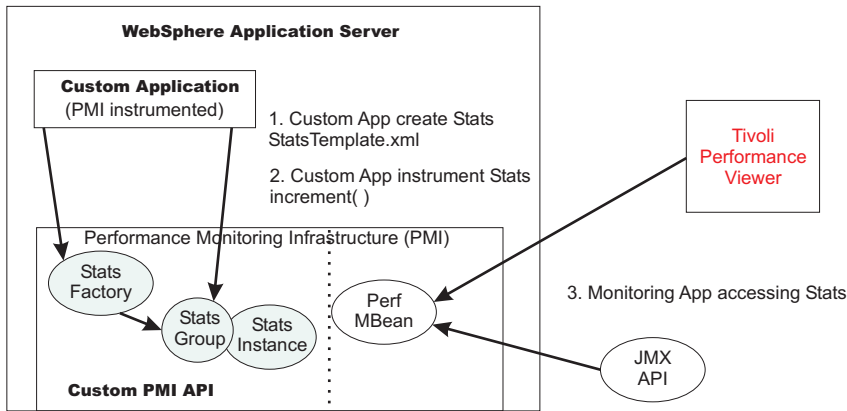 WebSphere Application Server
Custom Application
(PMI instrumented)
1. Custom App create Stats
StatsTemplate.xml
2. Custom App instrument Stats
increment( )
Tivoli
Performance
Viewer
Performance Monitoring Infrastructure (PMI)
Stats
Factory
Stats
Group
Stats
Instance
Perf
MBean
3. Monitoring App accessing Stats
JMX
API
Custom PMI API